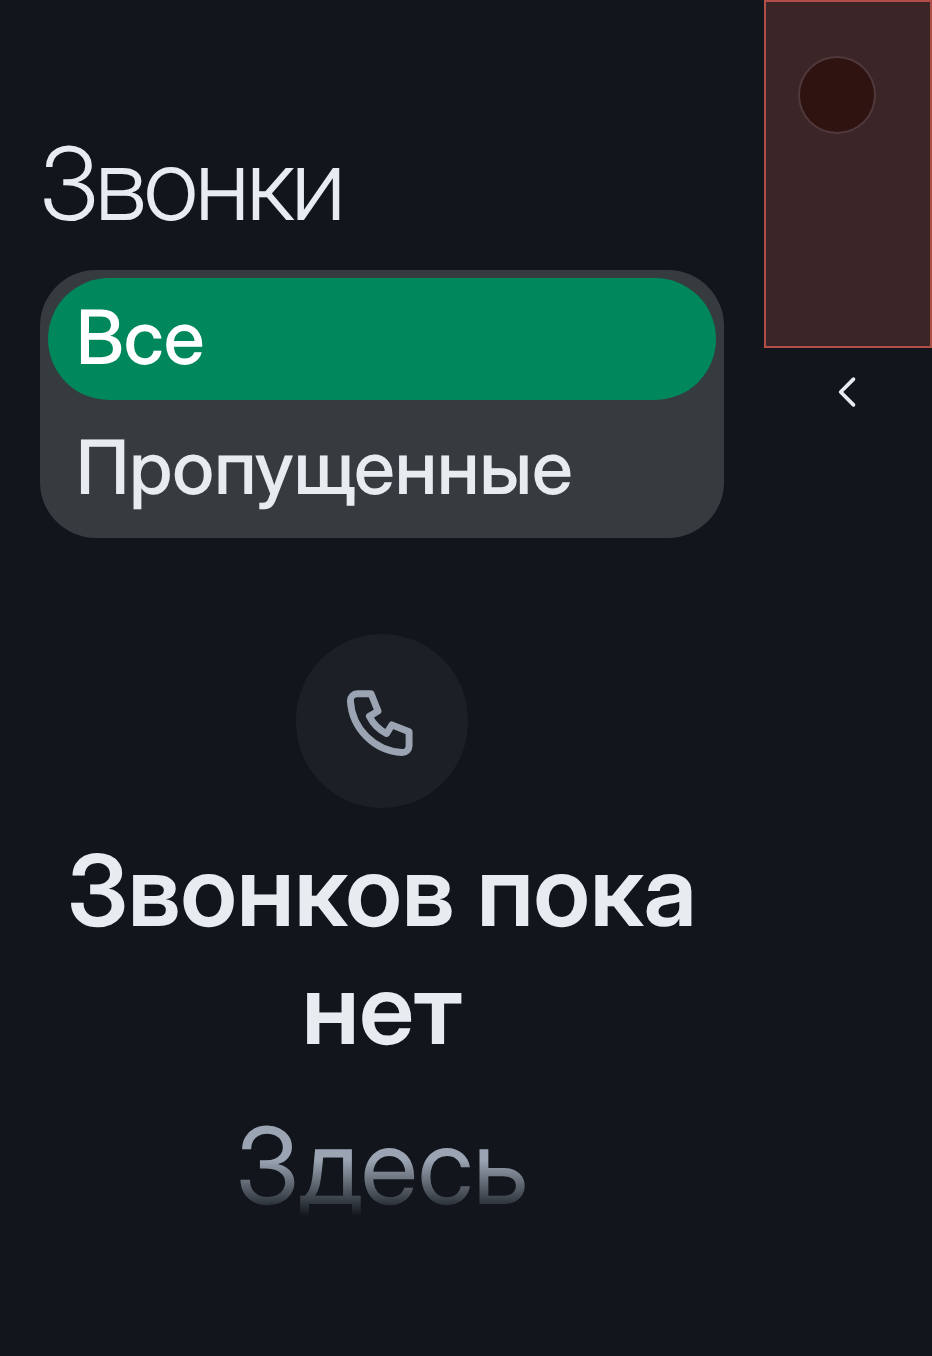 Звонки
Все
Пропущенные
Звонков пока
нет
Здесь